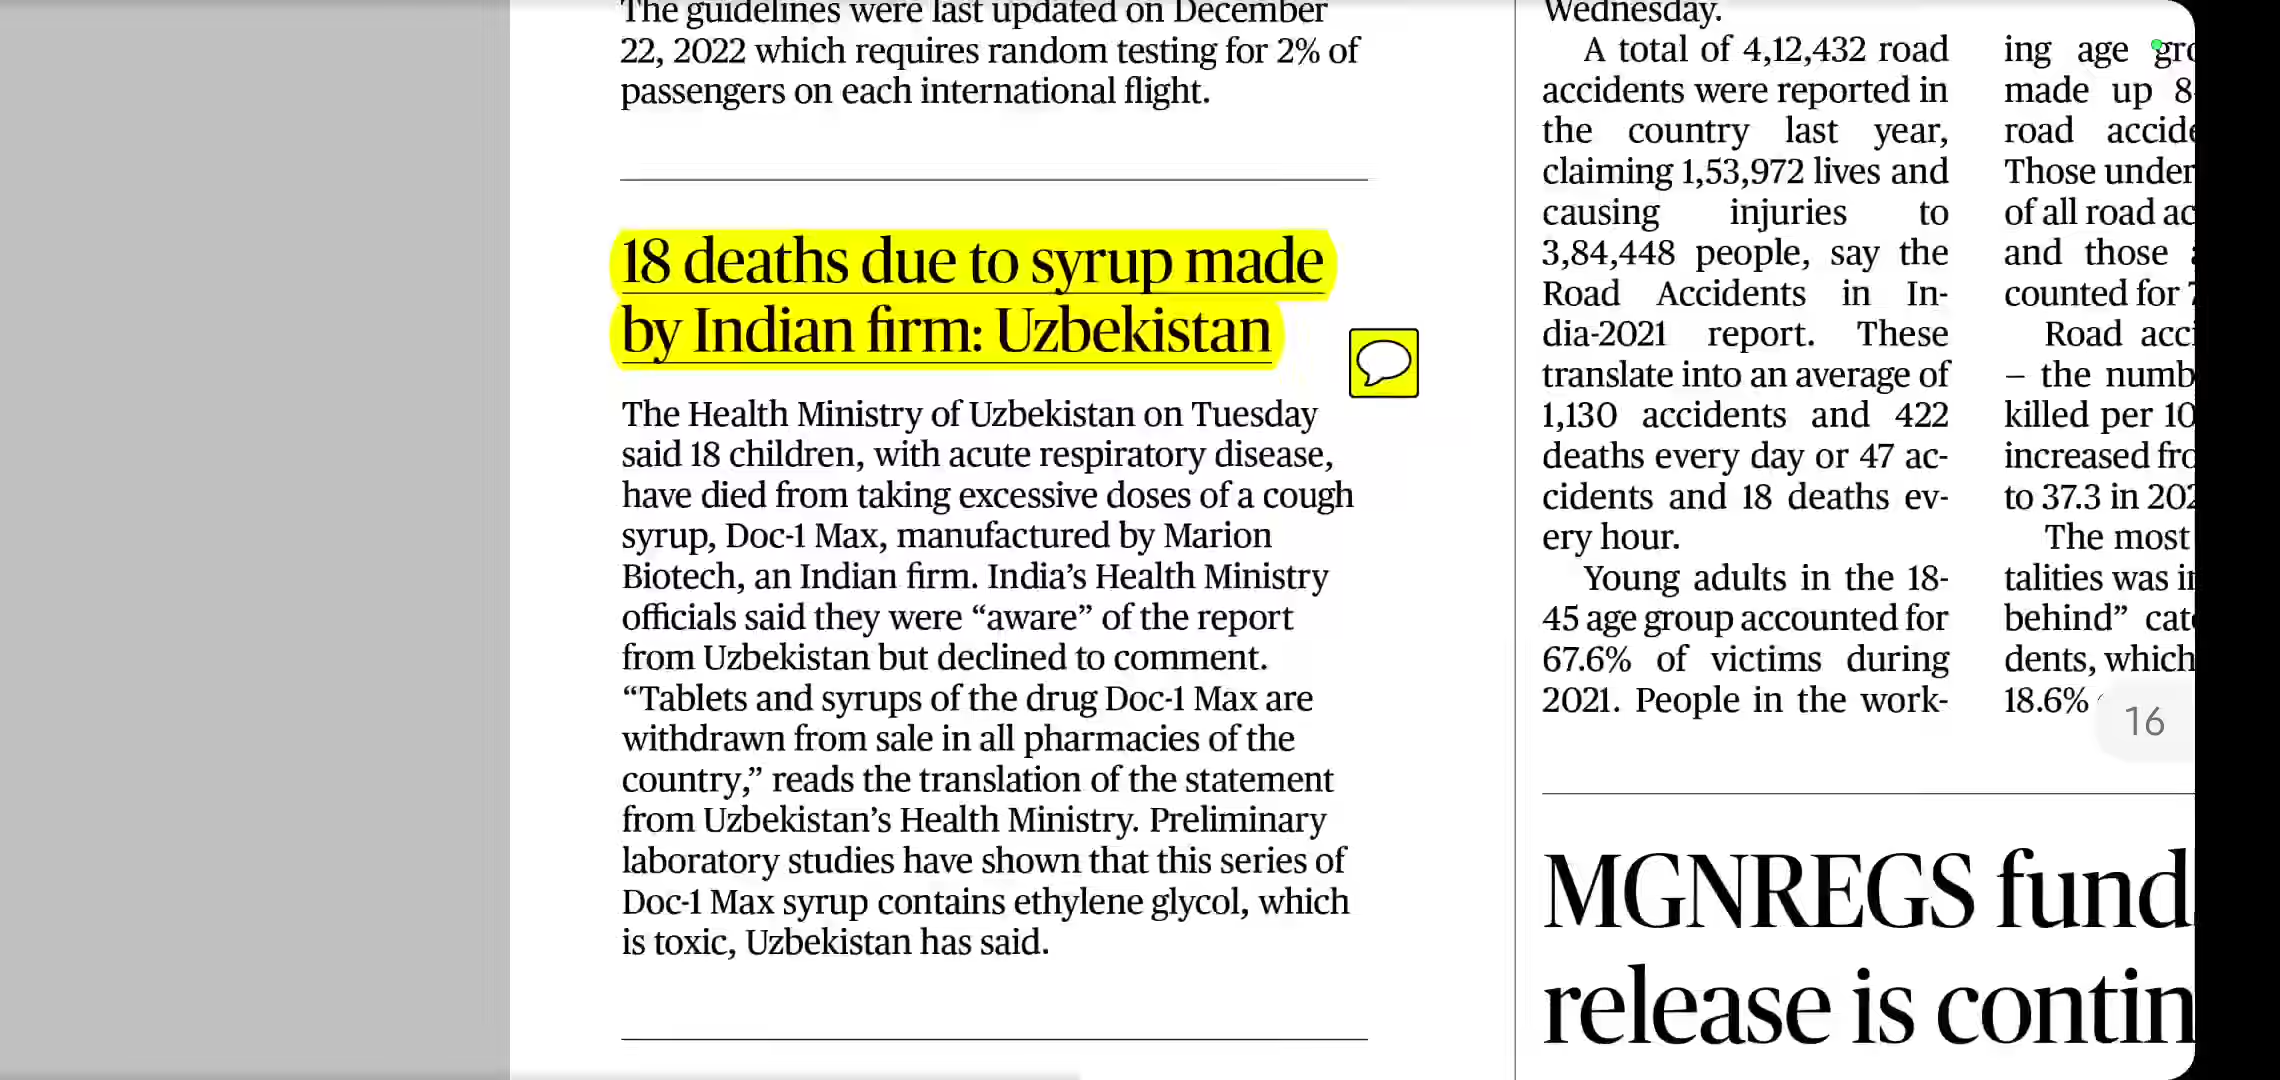 The guidelines were last updated on December
22, 2022 which requires random testing for 2% of
passengers on each international flight.
18 deaths due to syrup made
by Indian firm: Uzbekistan
The Health Ministry of Uzbekistan on Tuesday
said 18 children, with acute respiratory disease,
have died from taking excessive doses of a cough
syrup, Doc-1 Max, manufactured by Marion
Biotech, an Indian firm. India’s Health Ministry
officials said they were “aware” of the report
from Uzbekistan but declined to comment.
“Tablets and syrups of the drug Doc-1 Max are
withdrawn from sale in all pharmacies of the
country,” reads the translation of the statement
from Uzbekistan’s Health Ministry. Preliminary
laboratory studies have shown that this series of
Doc-1 Max syrup contains ethylene glycol, which
is toxic, Uzbekistan has said.
Wednesday.
A total of 4,12,432 road
accidents were reported in
the country last year,
claiming 1,53,972 lives and
causing injuries to
3,84,448 people, say the
Road Accidents in In-
dia-2021 report. These
translate into an average of
1,130 accidents and 422
deaths every day or 47 ac-
cidents and 18 deaths ev-
ery hour.
Young adults in the 18-
45 age group accounted for
67.6% of victims during
2021. People in the work-
ing age
made up
road
Those under
of all road
and those
counted for
Road
– the
killed per
increased
to 37.3 in
The most
talities was
behind”
dents, which
18.6%
16
MGNREGS fund
release is